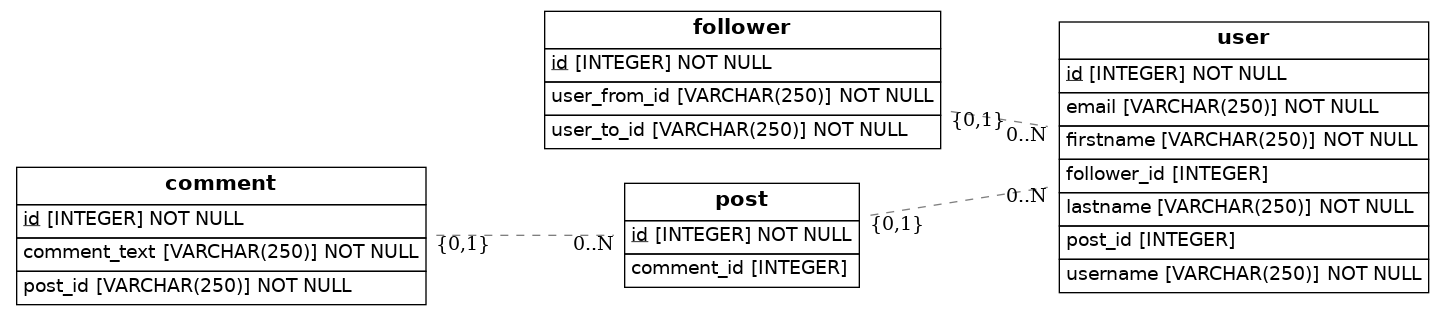 follower
id [INTEGER] NOT NULL
user_from_id [VARCHAR(250)] NOT NULL
user_to_id [VARCHAR(250)] NOT NULL
user
id [INTEGER] NOT NULL
email [VARCHAR(250)] NOT NULL
firstname [VARCHAR(250)] NOT NULL
follower_id [INTEGER]
lastname [VARCHAR(250)] NOT NULL
post_id [INTEGER]
username [VARCHAR(250)] NOT NULL
{0,1}
0..N
comment
id [INTEGER] NOT NULL
comment_text [VARCHAR(250)] NOT NULL
post_id [VARCHAR(250)] NOT NULL
{0,1}
0..N
post
id [INTEGER] NOT NULL
comment_id [INTEGER]
{0,1}
0..N